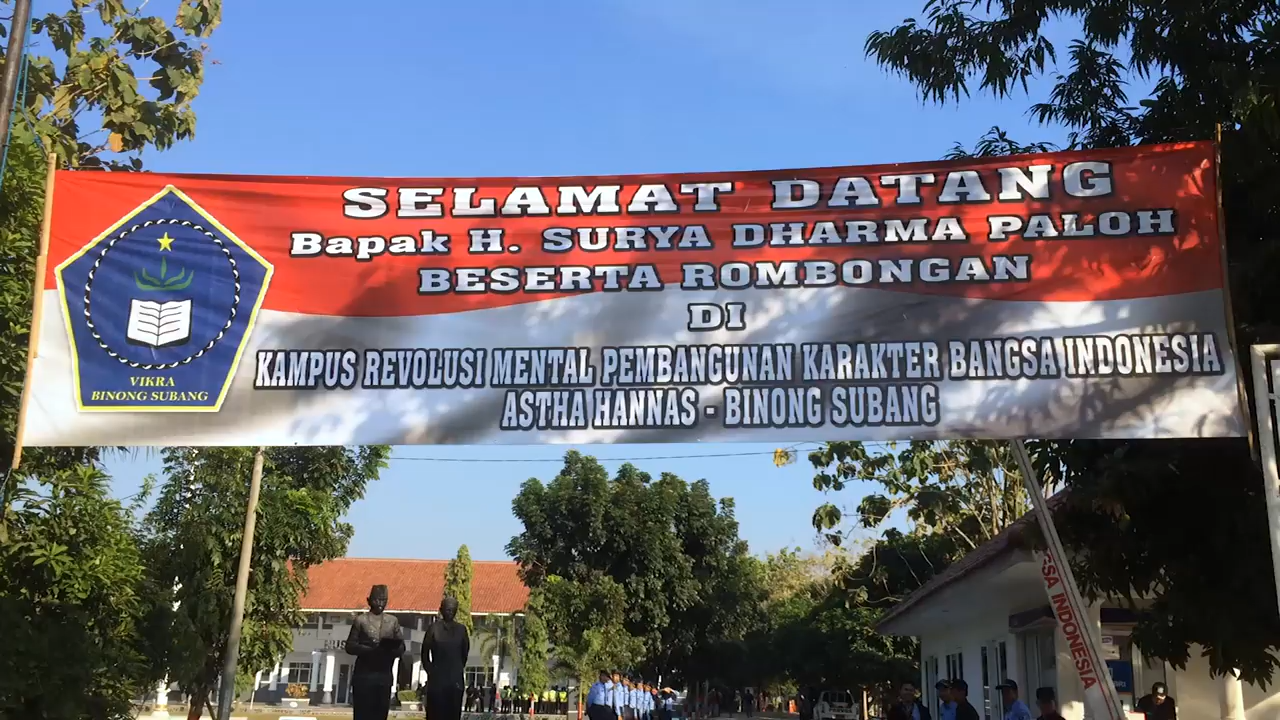 SELAMAT DATANG
Bapak H. SURYA DHARMA PALOH
BESERTA ROMBONGAN
DI
KAMPUS REVOLUSI MENTAL PEMBANGUNAN KARAKTER BANGSA INDONESIA
ASTHA HANNAS - BINONG SUBANG
VIKRA
BINONG SUBANG
SA INDONESIA